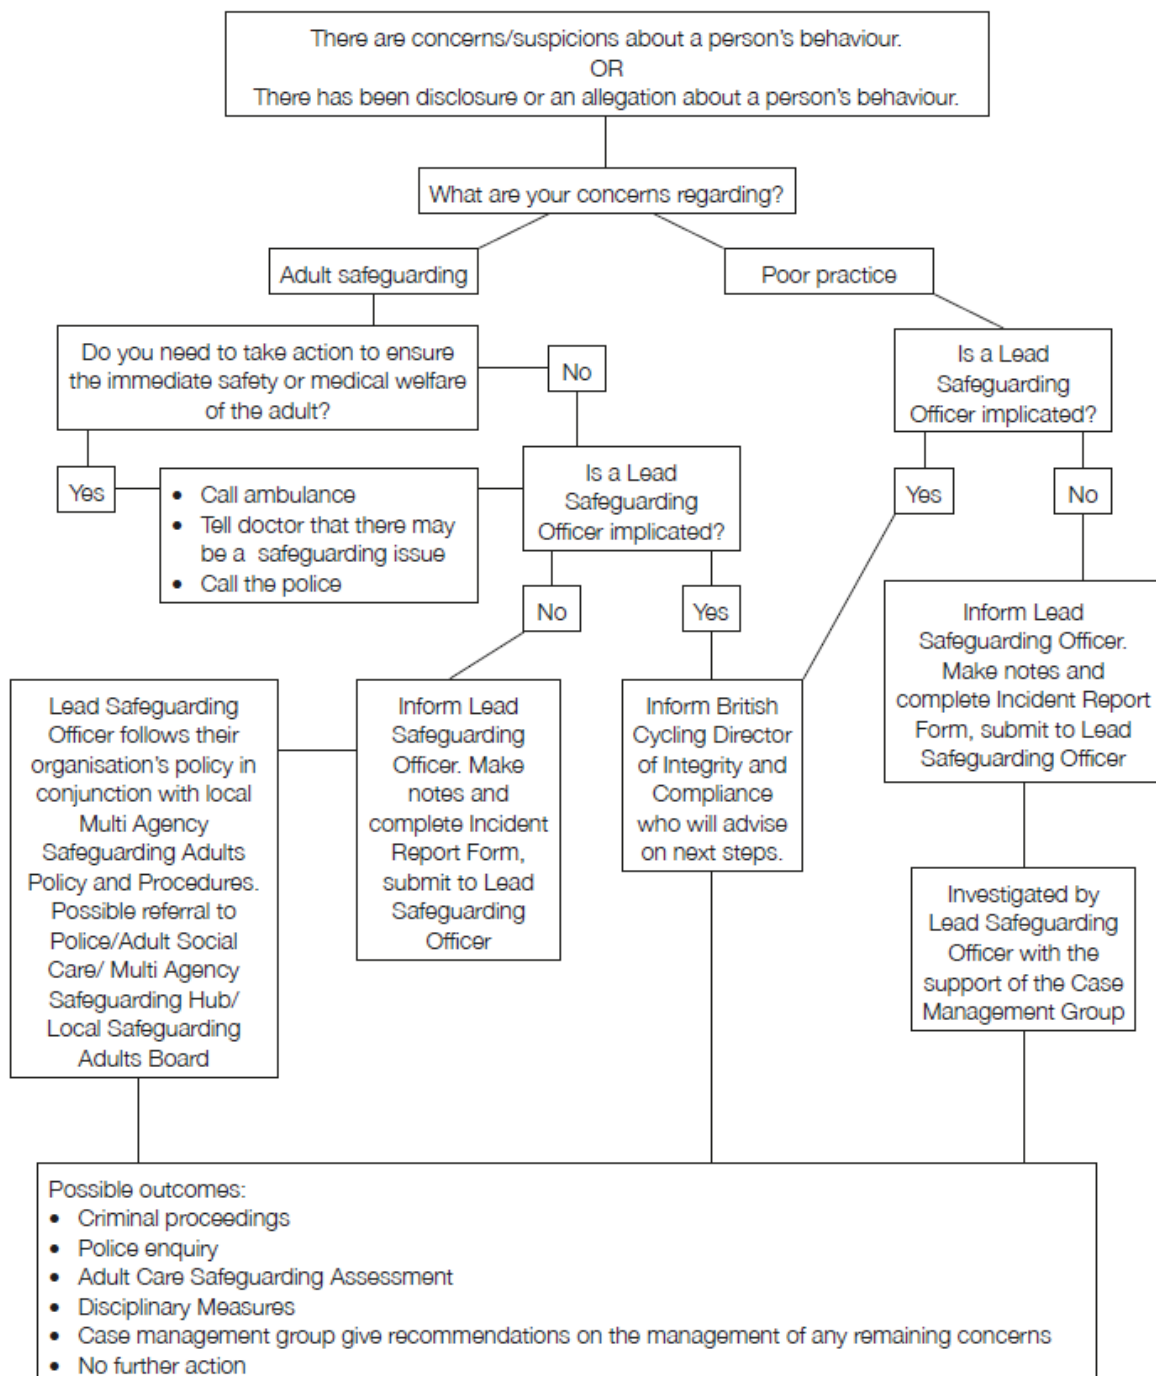 There are concerns/suspicions about a person's behaviour.
OR
There has been disclosure or an allegation about a person's behaviour.
What are your concerns regarding?
Adult safeguarding
Poor practice
Do you need to take action to ensure
the immediate safety or medical welfare
of the adult?
No
Is a Lead
Safeguarding
Officer implicated?
Yes
• Call ambulance
• Tell doctor that there may
be a safeguarding issue
• Call the police
Is a Lead
Safeguarding
Officer implicated?
Yes
No
No
Yes
Lead Safeguarding
Officer follows their
organisation's policy in
conjunction with local
Multi Agency
Safeguarding Adults
Policy and Procedures.
Possible referral to
Police/Adult Social
Care/ Multi Agency
Safeguarding Hub/
Local Safeguarding
Adults Board
Inform Lead
Safeguarding
Officer. Make
notes and
complete Incident
Report Form,
submit to Lead
Safeguarding
Officer
Inform British
Cycling Director
of Integrity and
Compliance
who will advise
on next steps.
Inform Lead
Safeguarding Officer.
Make notes and
complete Incident Report
Form, submit to Lead
Safeguarding Officer
Investigated by
Lead Safeguarding
Officer with the
support of the Case
Management Group
Possible outcomes:
• Criminal proceedings
• Police enquiry
• Adult Care Safeguarding Assessment
• Disciplinary Measures
• Case management group give recommendations on the management of any remaining concerns
• No further action